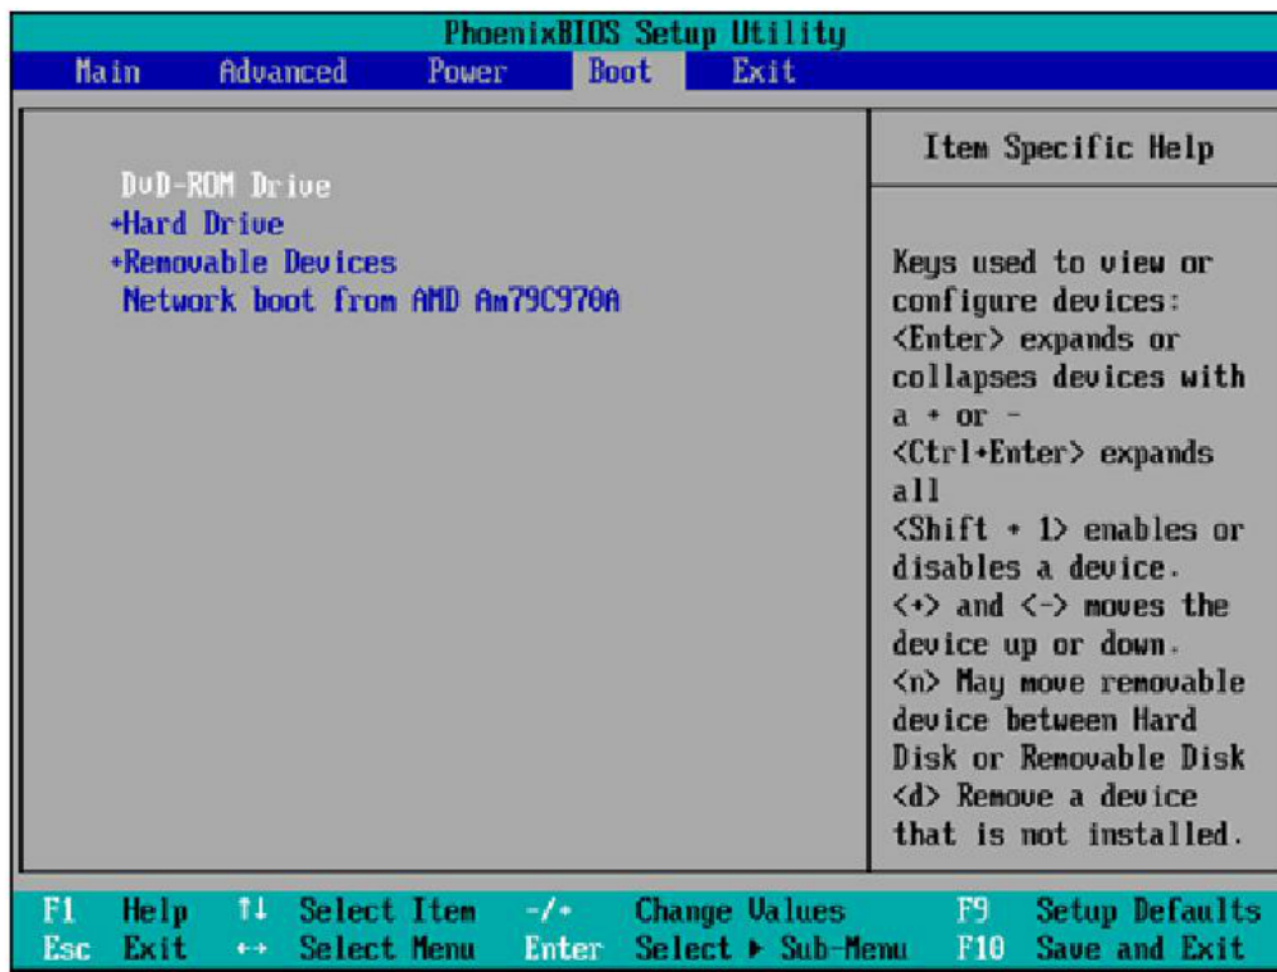 PhoenixBIOS Setup Utility
Main Advanced Power Boot Exit
DvD-ROM Drive
+Hard Drive
+Removable Devices
Network boot from AMD Am79C970A
Item Specific Help
Keys used to view or
configure devices:
<Enter> expands or
collapses devices with
a + or -
<Ctrl+Enter> expands
all
<Shift + 1> enables or
disables a device.
<+> and <-> moves the
device up or down.
<n> May move removable
device between Hard
Disk or Removable Disk
<d> Remove a device
that is not installed.
F1 Help ↑↓ Select Item -/+ Change Values F9 Setup Defaults
Esc Exit ↔ Select Menu Enter Select ▶ Sub-Menu F10 Save and Exit